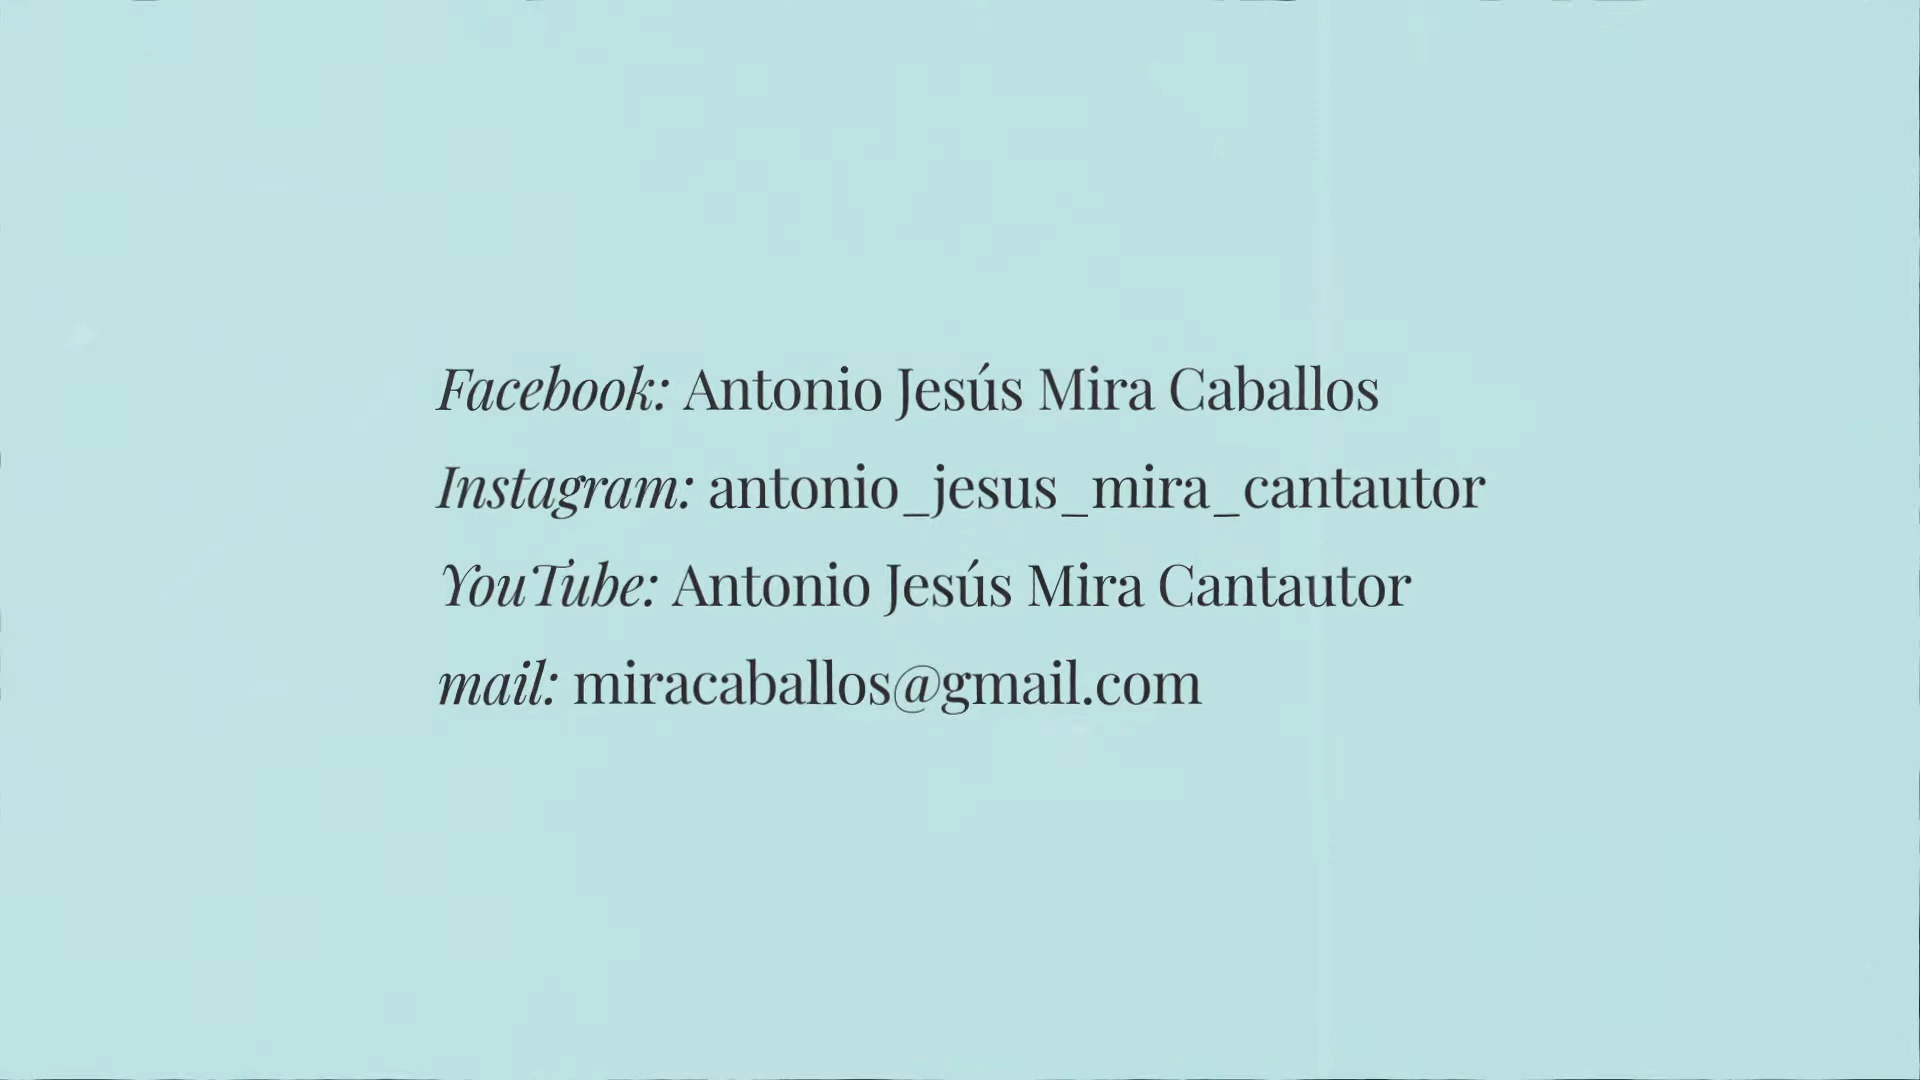 Facebook: Antonio Jesús Mira Caballos
Instagram: antonio_jesus_mira_cantautor
YouTube: Antonio Jesús Mira Cantautor
mail: miracaballos@gmail.com